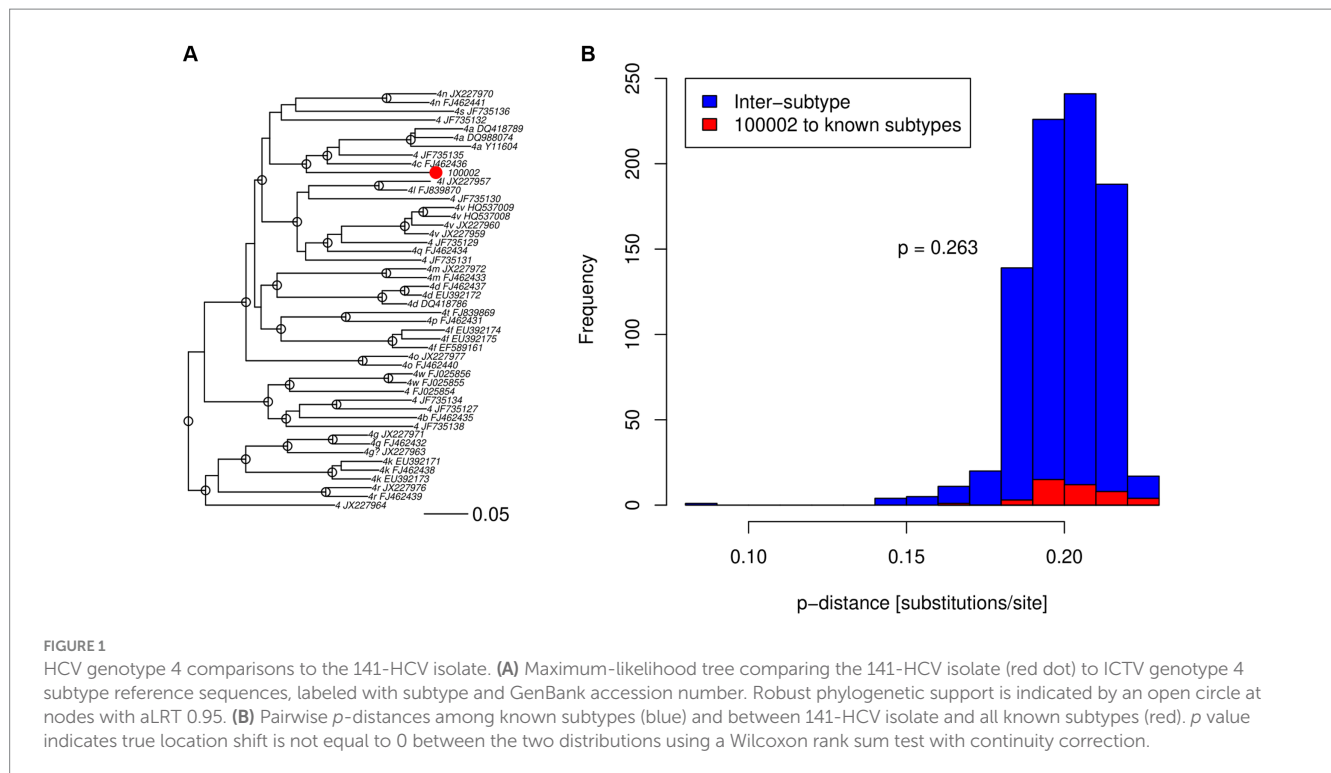 A
4n JX227970
4n FJ462441
4s JF735136
4 JF735132
4a DQ418789
4a DQ988074
4a Y11604
4 JF735135
4c FJ462436
100002
4l JX227957
4l FJ839870
4 JF735130
4v HQ537009
4v HQ537008
4v JX227960
4v JX227959
4 JF735129
4q FJ462434
4 JF735131
4m JX227972
4m FJ462433
4d FJ462437
4d EU392172
4d DQ418786
4t FJ839869
4p FJ462431
4f EU392174
4f EU392175
4f EF589161
4o JX227977
4o FJ462440
4w FJ025856
4w FJ025855
4 FJ025854
4 JF735134
4 JF735127
4b FJ462435
4 JF735138
4g JX227971
4g FJ462432
4g? JX227963
4k EU392171
4k FJ462438
4k EU392173
4r JX227976
4r FJ462439
4 JX227964
0.05
B
Inter−subtype
100002 to known subtypes
p = 0.263
Frequency
250
200
150
100
50
0
0.10 0.15 0.20
p−distance [substitutions/site]
FIGURE 1
HCV genotype 4 comparisons to the 141-HCV isolate. (A) Maximum-likelihood tree comparing the 141-HCV isolate (red dot) to ICTV genotype 4
subtype reference sequences, labeled with subtype and GenBank accession number. Robust phylogenetic support is indicated by an open circle at
nodes with aLRT 0.95. (B) Pairwise p-distances among known subtypes (blue) and between 141-HCV isolate and all known subtypes (red). p value
indicates true location shift is not equal to 0 between the two distributions using a Wilcoxon rank sum test with continuity correction.